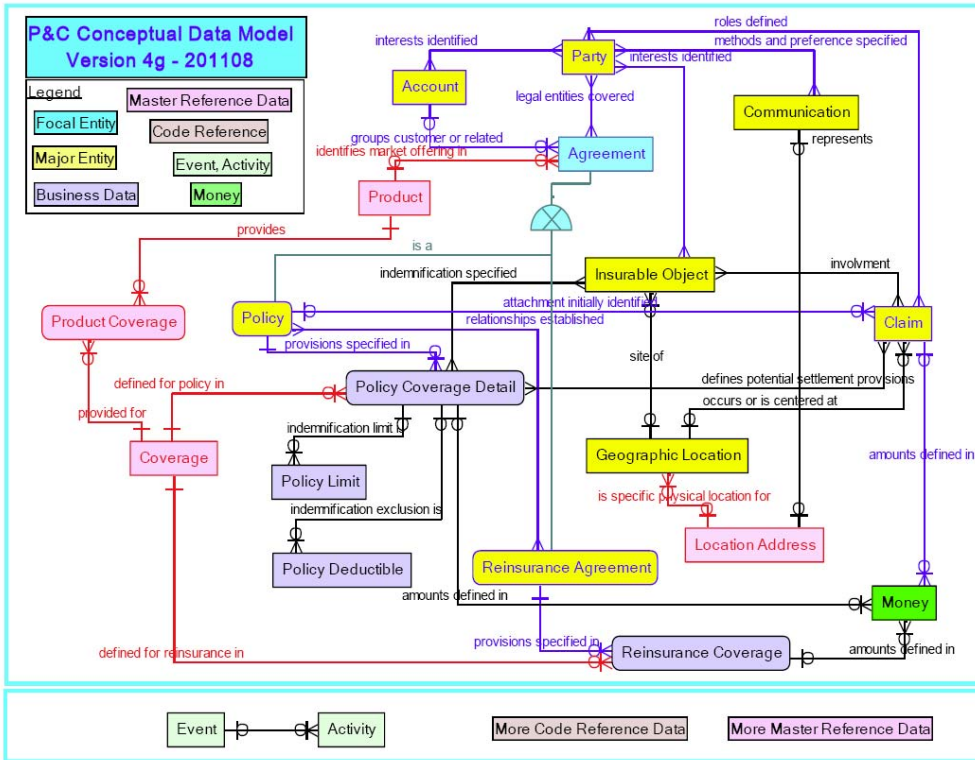 P&C Conceptual Data Model
Version 4g - 201108
Legend
Master Reference Data
Focal Entity
Code Reference
Major Entity
Event, Activity
Business Data
Money
roles defined
interests identified
methods and preference specified
Party
interests identified
Account
legal entities covered
Communication
groups customer or related
represents
identifies market offering in
Agreement
Product
provides
is a
indemnification specified
Insurable Object
involvment
attachment initially identified
Product Coverage
Policy
relationships established
Claim
provisions specified in
site of
defined for policy in
Policy Coverage Detail
defines potential settlement provisions
occurs or is centered at
provided for
indemnification limit i
Coverage
Geographic Location
amounts defined in
Policy Limit
is specific physical location for
indemnification exclusion is
Location Address
Policy Deductible
Reinsurance Agreement
amounts defined in
Money
provisions specified in
defined for reinsurance in
Reinsurance Coverage
amounts defined in
Event
Activity
More Code Reference Data
More Master Reference Data